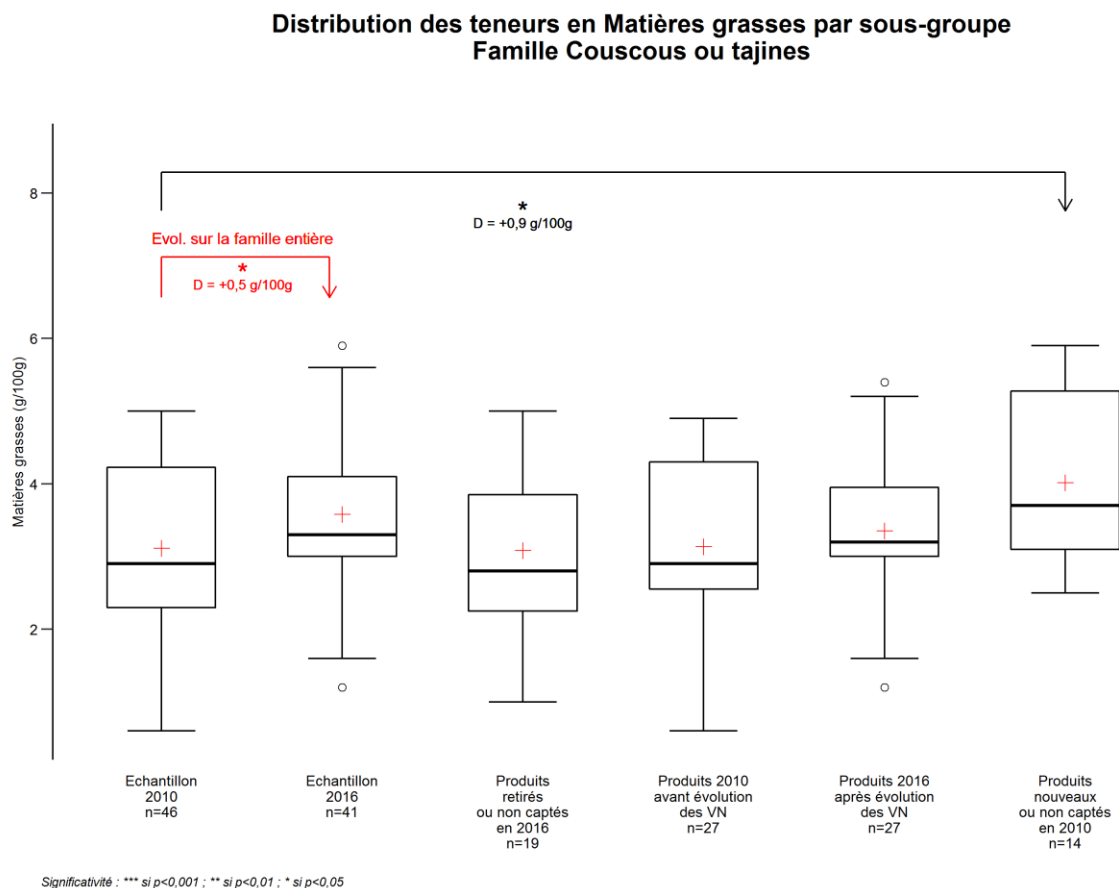 Distribution des teneurs en Matières grasses par sous-groupe
Famille Couscous ou tajines
Matières grasses (g/100g)
8
6
4
2
*
D = +0,9 g/100g
Evol. sur la famille entière
*
D = +0,5 g/100g
Echantillon
2010
n=46
Echantillon
2016
n=41
Produits
retirés
ou non captés
en 2016
n=19
Produits 2010
avant évolution
des VN
n=27
Produits 2016
après évolution
des VN
n=27
Produits
nouveaux
ou non captés
en 2010
n=14
Significativité : *** si p<0,001 ; ** si p<0,01 ; * si p<0,05